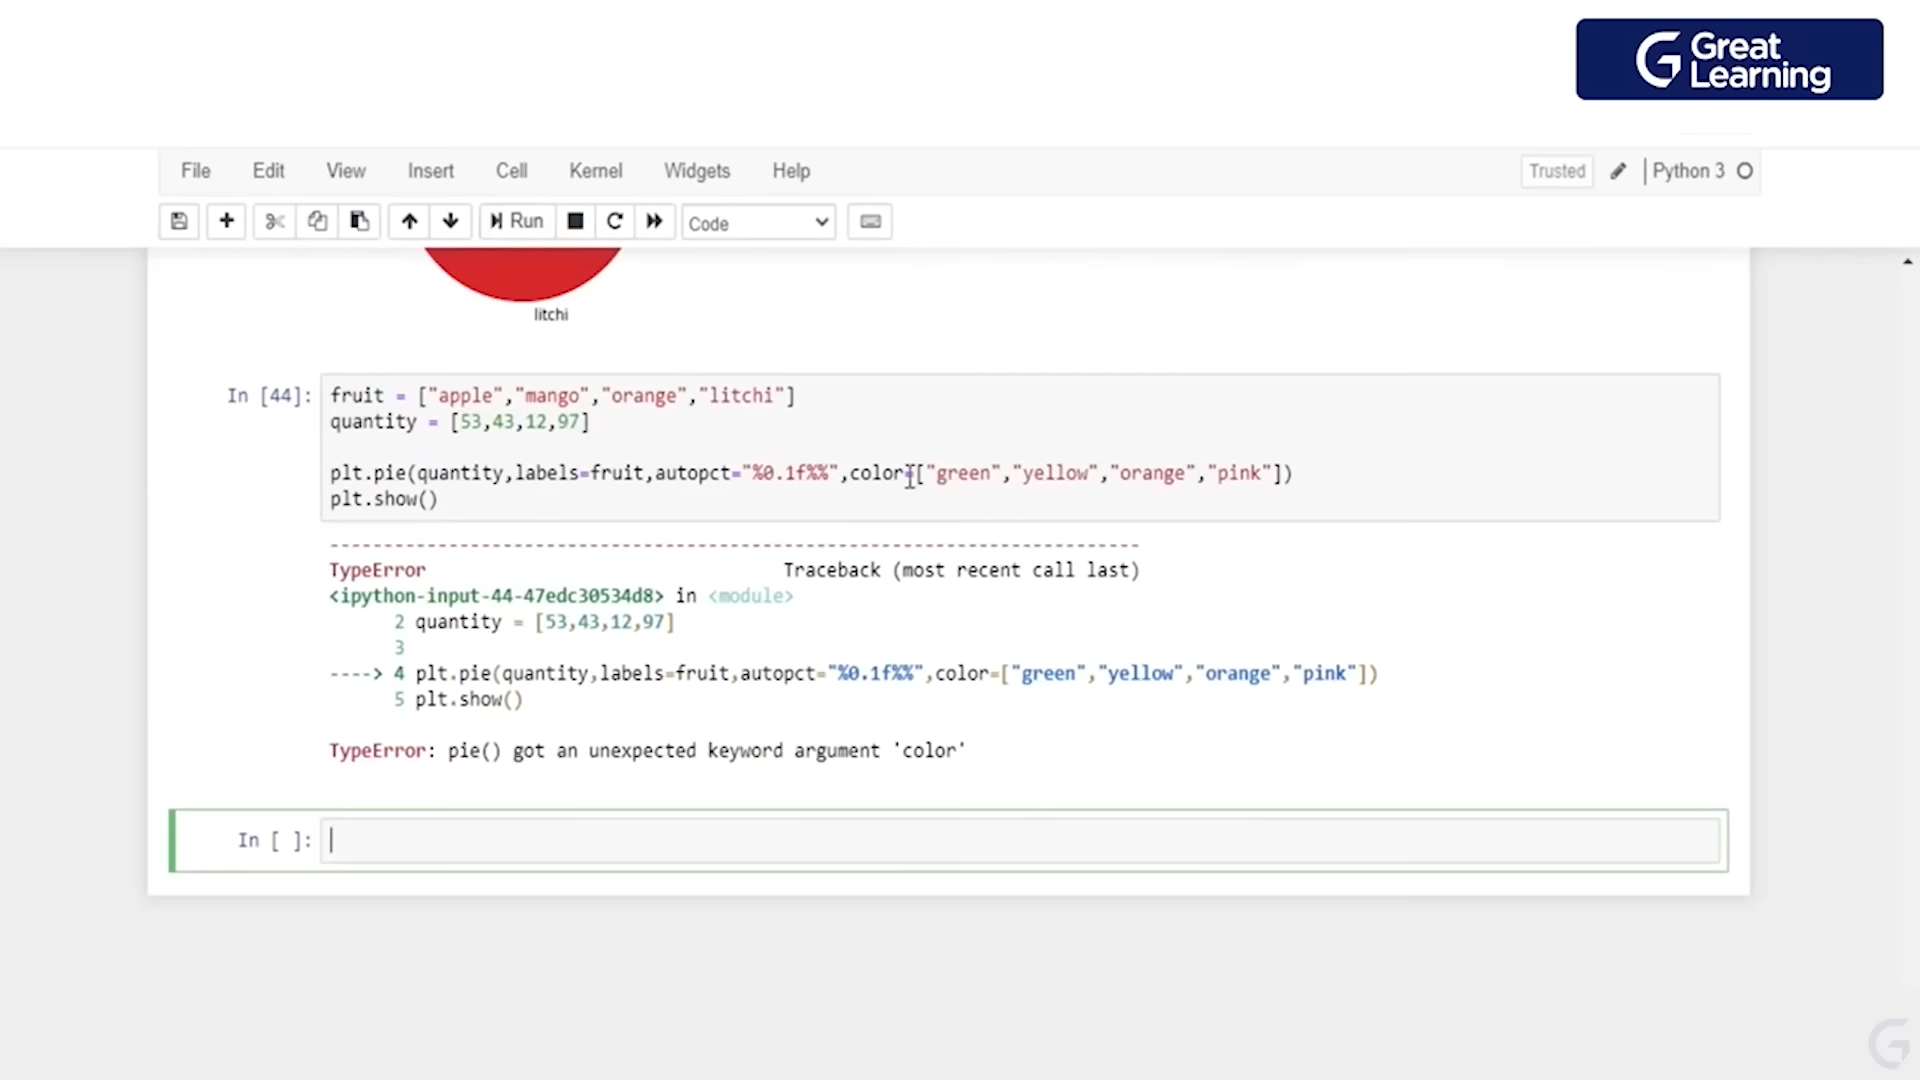 Great
Learning
File Edit View Insert Cell Kernel Widgets Help Trusted Python 3
Run Code
litchi
In [44]: fruit = ["apple","mango","orange","litchi"]
quantity = [53,43,12,97]
plt.pie(quantity,labels=fruit,autopct="%0.1f%%",color=["green","yellow","orange","pink"])
plt.show()
---------------------------------------------------------------------------
TypeError Traceback (most recent call last)
<ipython-input-44-47edc30534d8> in <module>
2 quantity = [53,43,12,97]
3
----> 4 plt.pie(quantity,labels=fruit,autopct="%0.1f%%",color=["green","yellow","orange","pink"])
5 plt.show()
TypeError: pie() got an unexpected keyword argument 'color'
In [ ]: